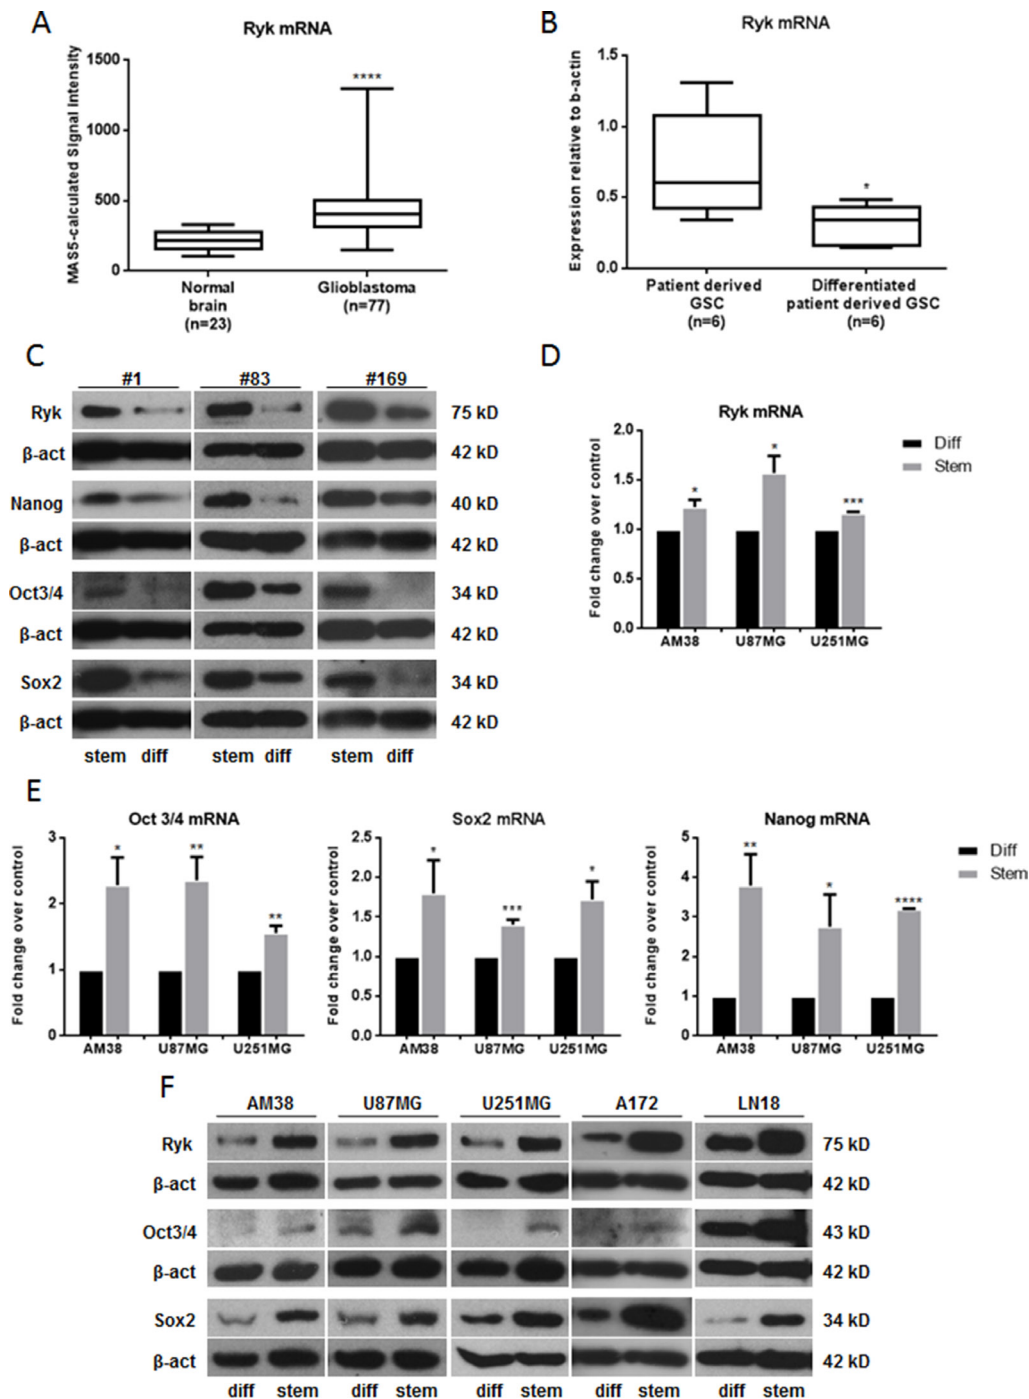 A
Ryk mRNA
MAS5-calculated Signal Intensity
1500
1000
500
0
****
Normal
brain
(n=23)
Glioblastoma
(n=77)
B
Ryk mRNA
Expression relative to b-actin
1.5
1.0
0.5
0.0
*
Patient derived
GSC
(n=6)
Differentiated
patient derived GSC
(n=6)
C
#1 #83 #169
Ryk 75 kD
β-act 42 kD
Nanog 40 kD
β-act 42 kD
Oct3/4 34 kD
β-act 42 kD
Sox2 34 kD
β-act 42 kD
stem diff stem diff stem diff
D
Ryk mRNA
Fold change over control
2.0
1.5
1.0
0.5
0.0
* * ***
AM38 U87MG U251MG
Diff
Stem
E
Oct 3/4 mRNA
Fold change over control
3
2
1
0
* ** **
AM38 U87MG U251MG
Sox2 mRNA
Fold change over control
2.5
2.0
1.5
1.0
0.5
0.0
* *** *
AM38 U87MG U251MG
Nanog mRNA
Fold change over control
5
4
3
2
1
0
** * ****
AM38 U87MG U251MG
Diff
Stem
F
AM38 U87MG U251MG A172 LN18
Ryk 75 kD
β-act 42 kD
Oct3/4 43 kD
β-act 42 kD
Sox2 34 kD
β-act 42 kD
diff stem diff stem diff stem diff stem diff stem